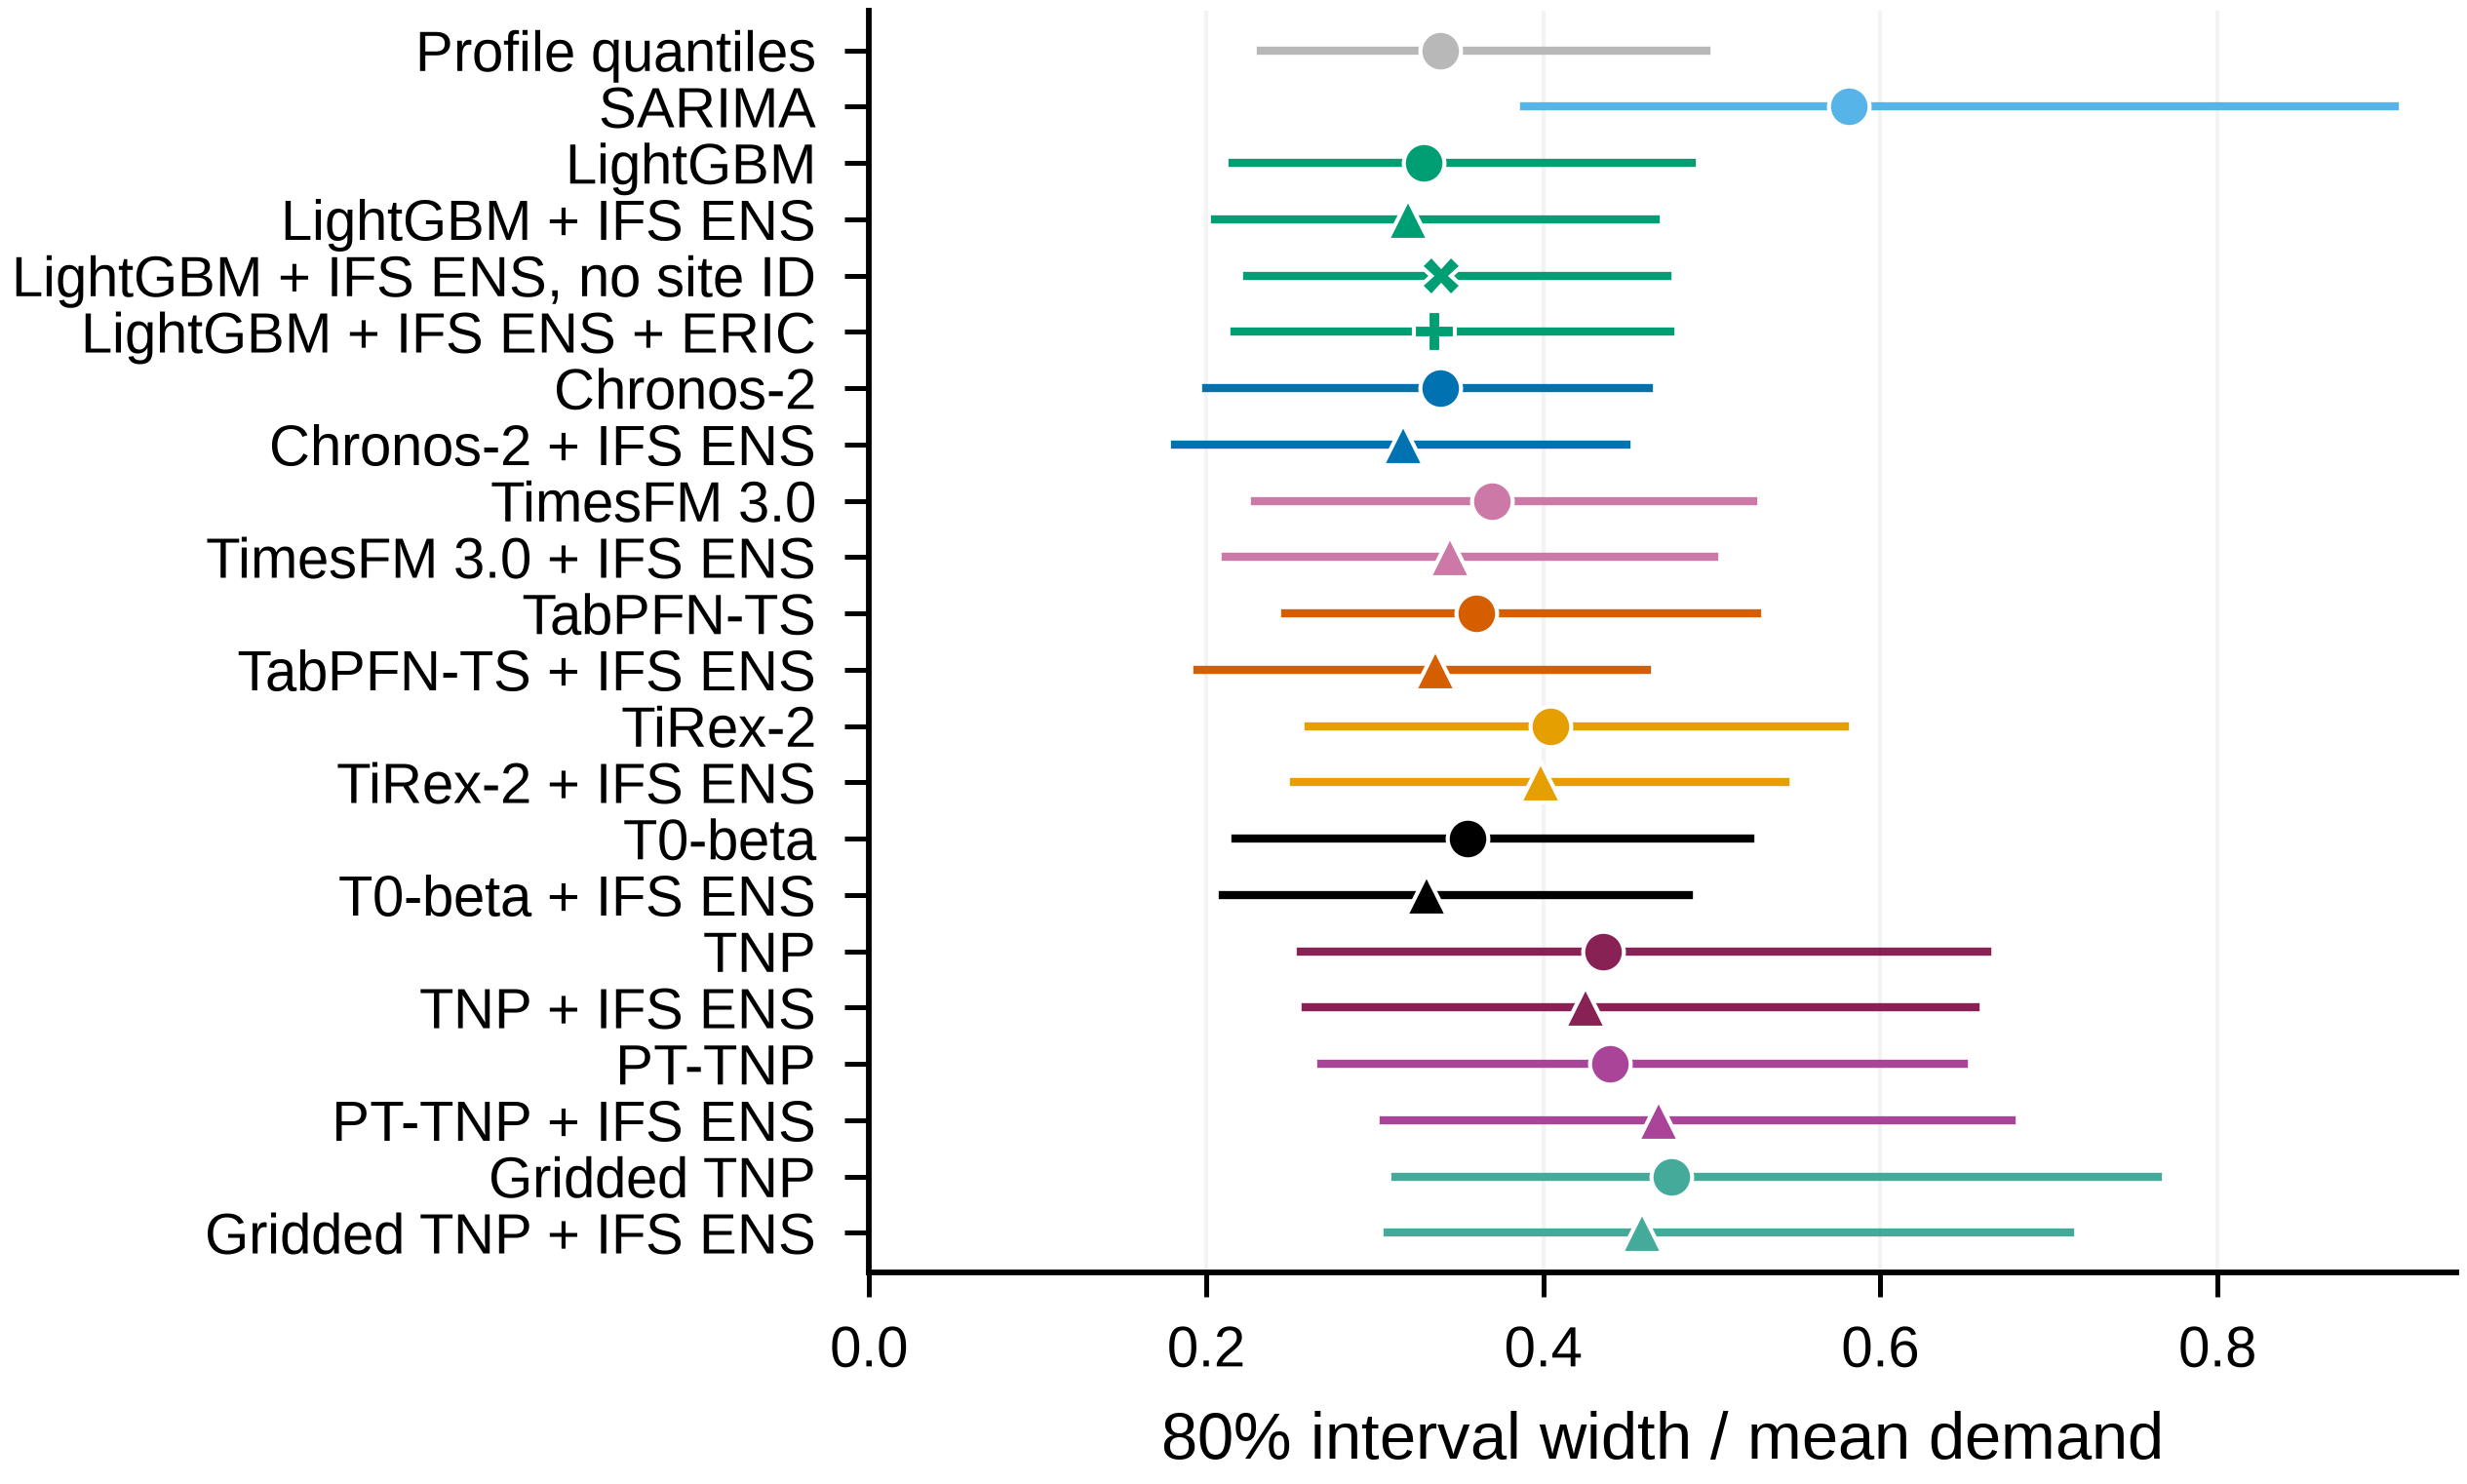 Profile quantiles
SARIMA
LightGBM
LightGBM + IFS ENS
LightGBM + IFS ENS, no site ID
LightGBM + IFS ENS + ERIC
Chronos-2
Chronos-2 + IFS ENS
TimesFM 3.0
TimesFM 3.0 + IFS ENS
TabPFN-TS
TabPFN-TS + IFS ENS
TiRex-2
TiRex-2 + IFS ENS
T0-beta
T0-beta + IFS ENS
TNP
TNP + IFS ENS
PT-TNP
PT-TNP + IFS ENS
Gridded TNP
Gridded TNP + IFS ENS
0.0 0.2 0.4 0.6 0.8
80% interval width / mean demand